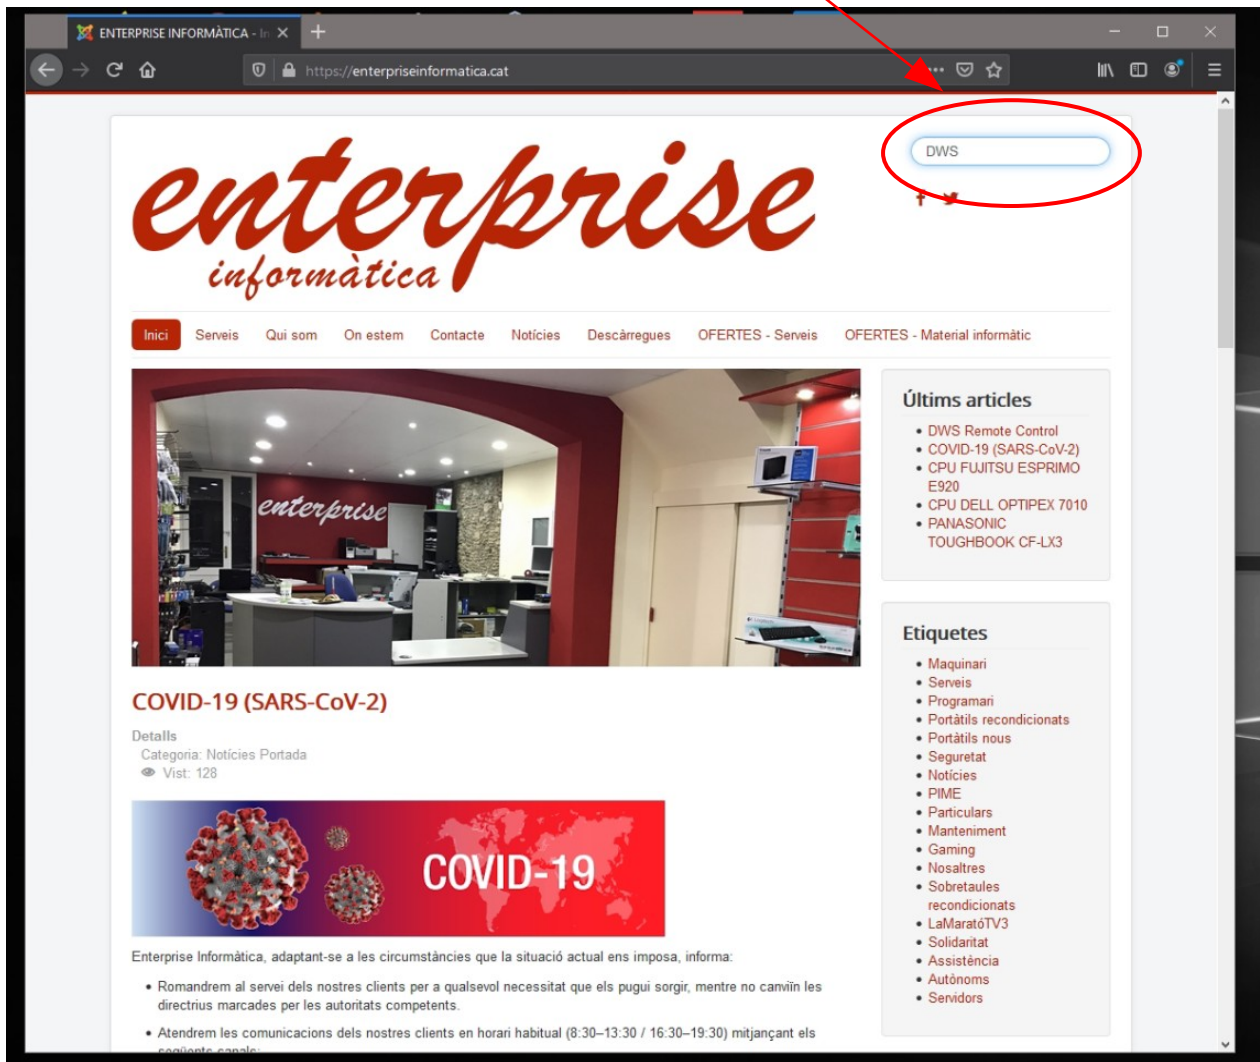 ENTERPRISE INFORMÀTICA - In
https://enterpriseinformatica.cat
DWS
enterprise
informàtica
Inici Serveis Qui som On estem Contacte Notícies Descàrregues OFERTES - Serveis OFERTES - Material informàtic
enterprise
COVID-19 (SARS-CoV-2)
Detalls
Categoria: Notícies Portada
Vist: 128
COVID-19
Enterprise Informàtica, adaptant-se a les circumstàncies que la situació actual ens imposa, informa:
• Romandrem al servei dels nostres clients per a qualsevol necessitat que els pugui sorgir, mentre no canviïn les
directrius marcades per les autoritats competents.
• Atendrem les comunicacions dels nostres clients en horari habitual (8:30–13:30 / 16:30–19:30) mitjançant els
següents canals:
Últims articles
• DWS Remote Control
• COVID-19 (SARS-CoV-2)
• CPU FUJITSU ESPRIMO
E920
• CPU DELL OPTIPEX 7010
• PANASONIC
TOUGHBOOK CF-LX3
Etiquetes
• Maquinari
• Serveis
• Programari
• Portàtils recondicionats
• Portàtils nous
• Seguretat
• Notícies
• PIME
• Particulars
• Manteniment
• Gaming
• Nosaltres
• Sobretaules
recondicionats
• LaMaratóTV3
• Solidaritat
• Assistència
• Autònoms
• Servidors